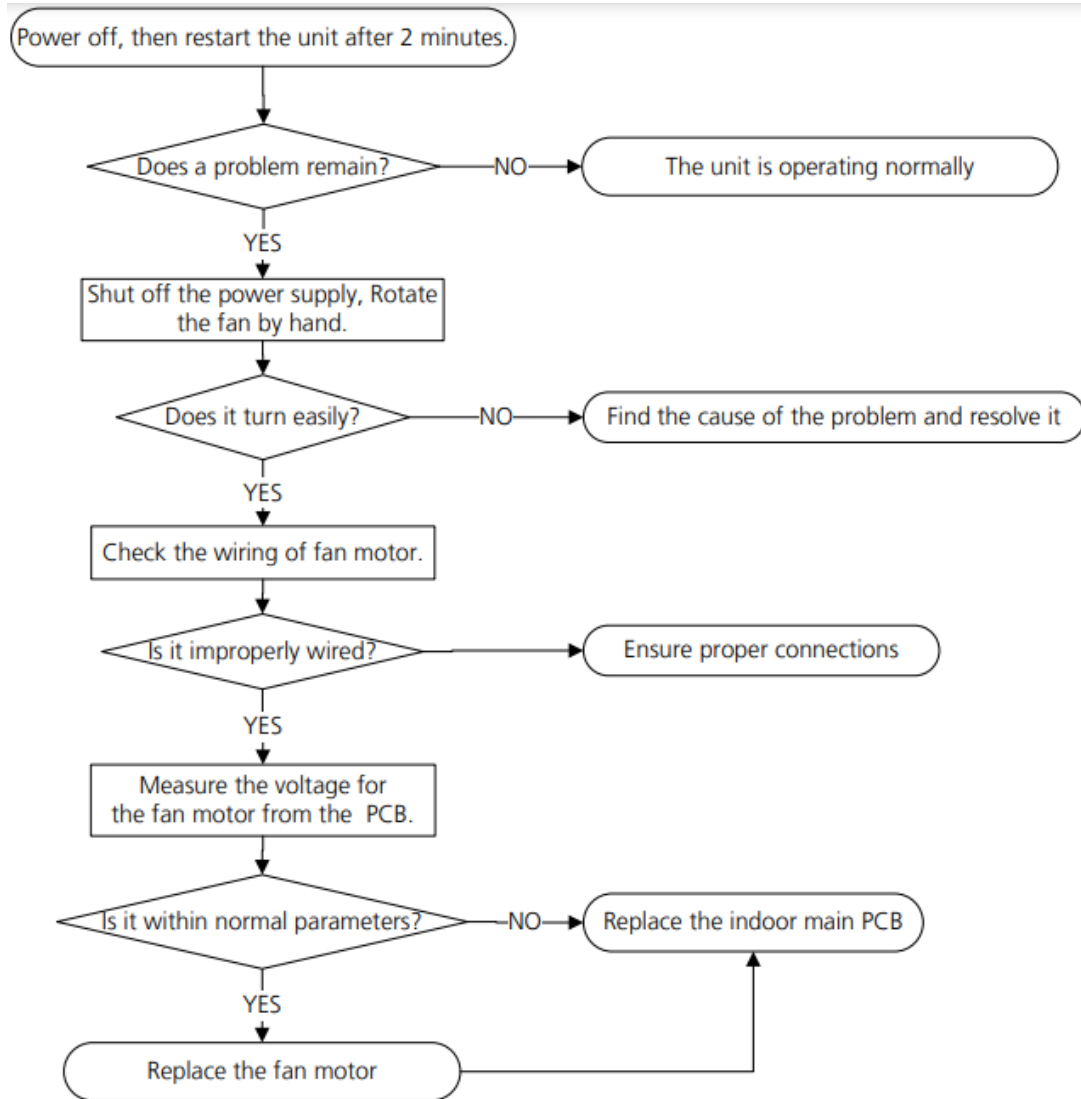 Power off, then restart the unit after 2 minutes.
Does a problem remain?
NO
The unit is operating normally
YES
Shut off the power supply, Rotate
the fan by hand.
Does it turn easily?
NO
Find the cause of the problem and resolve it
YES
Check the wiring of fan motor.
Is it improperly wired?
Ensure proper connections
YES
Measure the voltage for
the fan motor from the PCB.
Is it within normal parameters?
NO
Replace the indoor main PCB
YES
Replace the fan motor